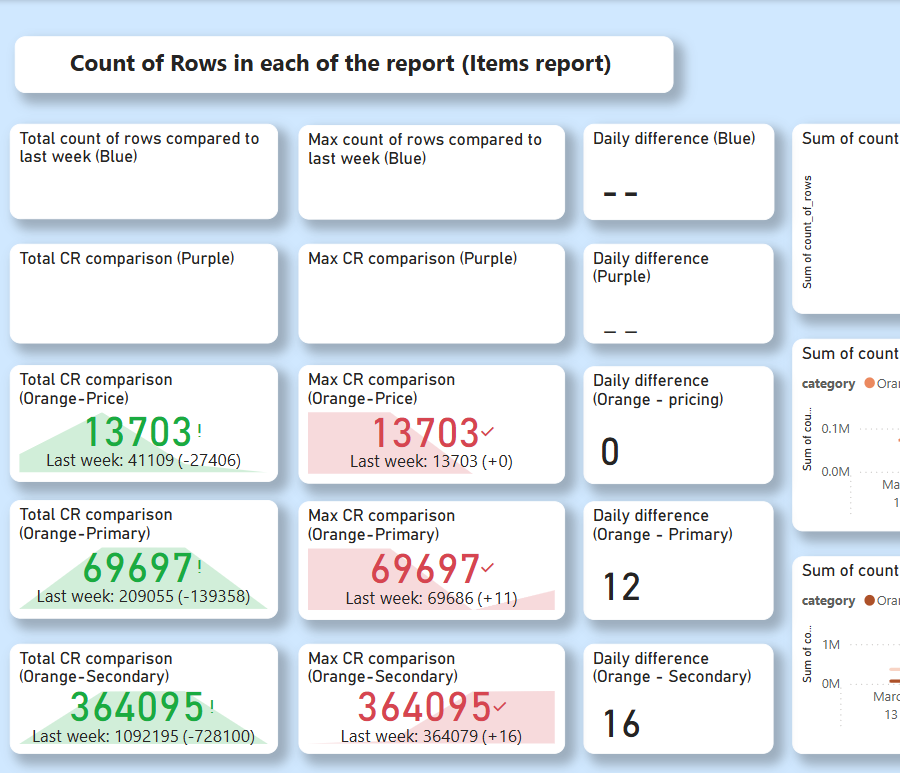 Count of Rows in each of the report (Items report)
Total count of rows compared to
last week (Blue)
Max count of rows compared to
last week (Blue)
Daily difference (Blue)
--
Sum of count
Sum of count_of_rows
Total CR comparison (Purple)
Max CR comparison (Purple)
Daily difference
(Purple)
--
Total CR comparison
(Orange-Price)
13703!
Last week: 41109 (-27406)
Max CR comparison
(Orange-Price)
13703✓
Last week: 13703 (+0)
Daily difference
(Orange - pricing)
0
Sum of count
category Oran
Sum of cou...
0.1M
0.0M
Ma
1
Total CR comparison
(Orange-Primary)
69697!
Last week: 209055 (-139358)
Max CR comparison
(Orange-Primary)
69697✓
Last week: 69686 (+11)
Daily difference
(Orange - Primary)
12
Sum of count
category Oran
Sum of co...
1M
0M
Marc
13
Total CR comparison
(Orange-Secondary)
364095!
Last week: 1092195 (-728100)
Max CR comparison
(Orange-Secondary)
364095✓
Last week: 364079 (+16)
Daily difference
(Orange - Secondary)
16